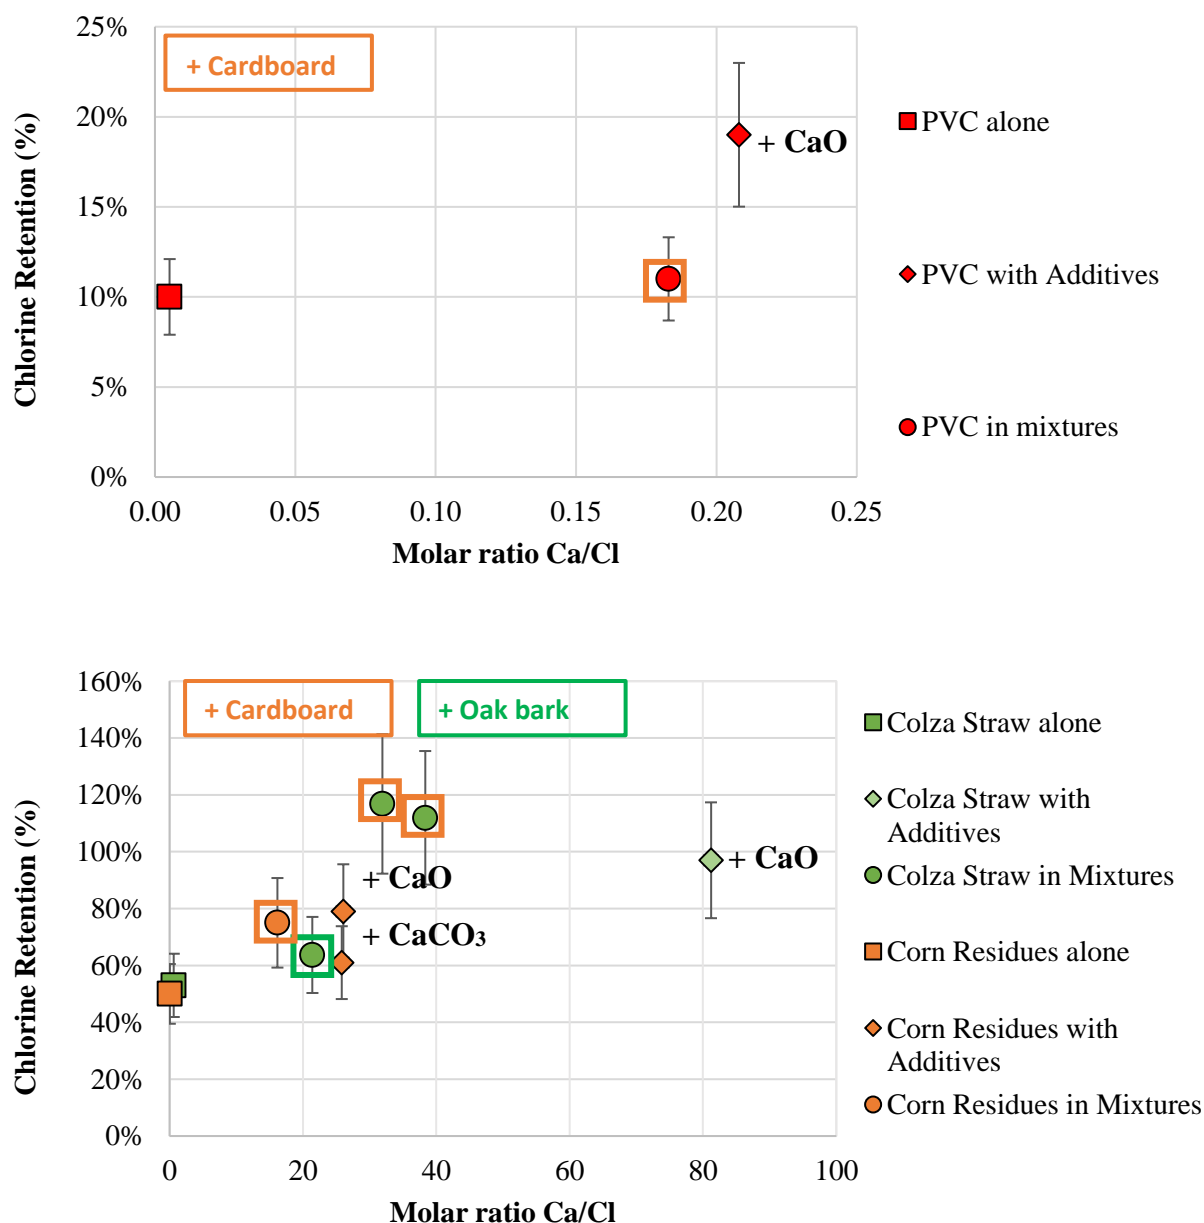 25%
+ Cardboard
20%
+ CaO
15%
10%
5%
0%
0.00 0.05 0.10 0.15 0.20 0.25
Chlorine Retention (%)
Molar ratio Ca/Cl
PVC alone
PVC with Additives
PVC in mixtures
160%
+ Cardboard
+ Oak bark
140%
120%
100%
+ CaO
+ CaO
80%
+ CaCO₃
60%
40%
20%
0%
0 20 40 60 80 100
Chlorine Retention (%)
Molar ratio Ca/Cl
Colza Straw alone
Colza Straw with
Additives
Colza Straw in Mixtures
Corn Residues alone
Corn Residues with
Additives
Corn Residues in Mixtures